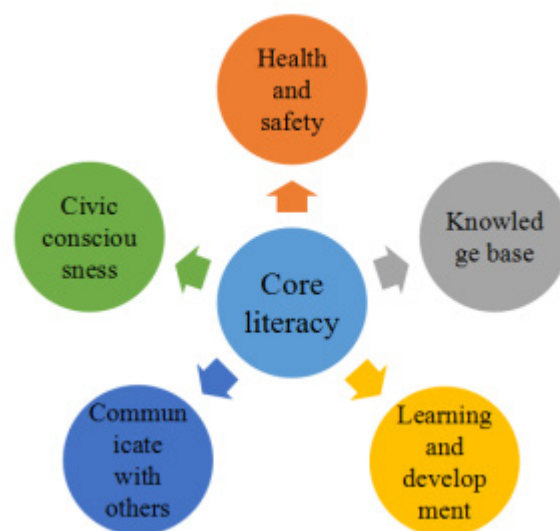 Health
and
safety
Civic
consciou
sness
Knowled
ge base
Core
literacy
Commun
icate
with
others
Learning
and
develop
ment